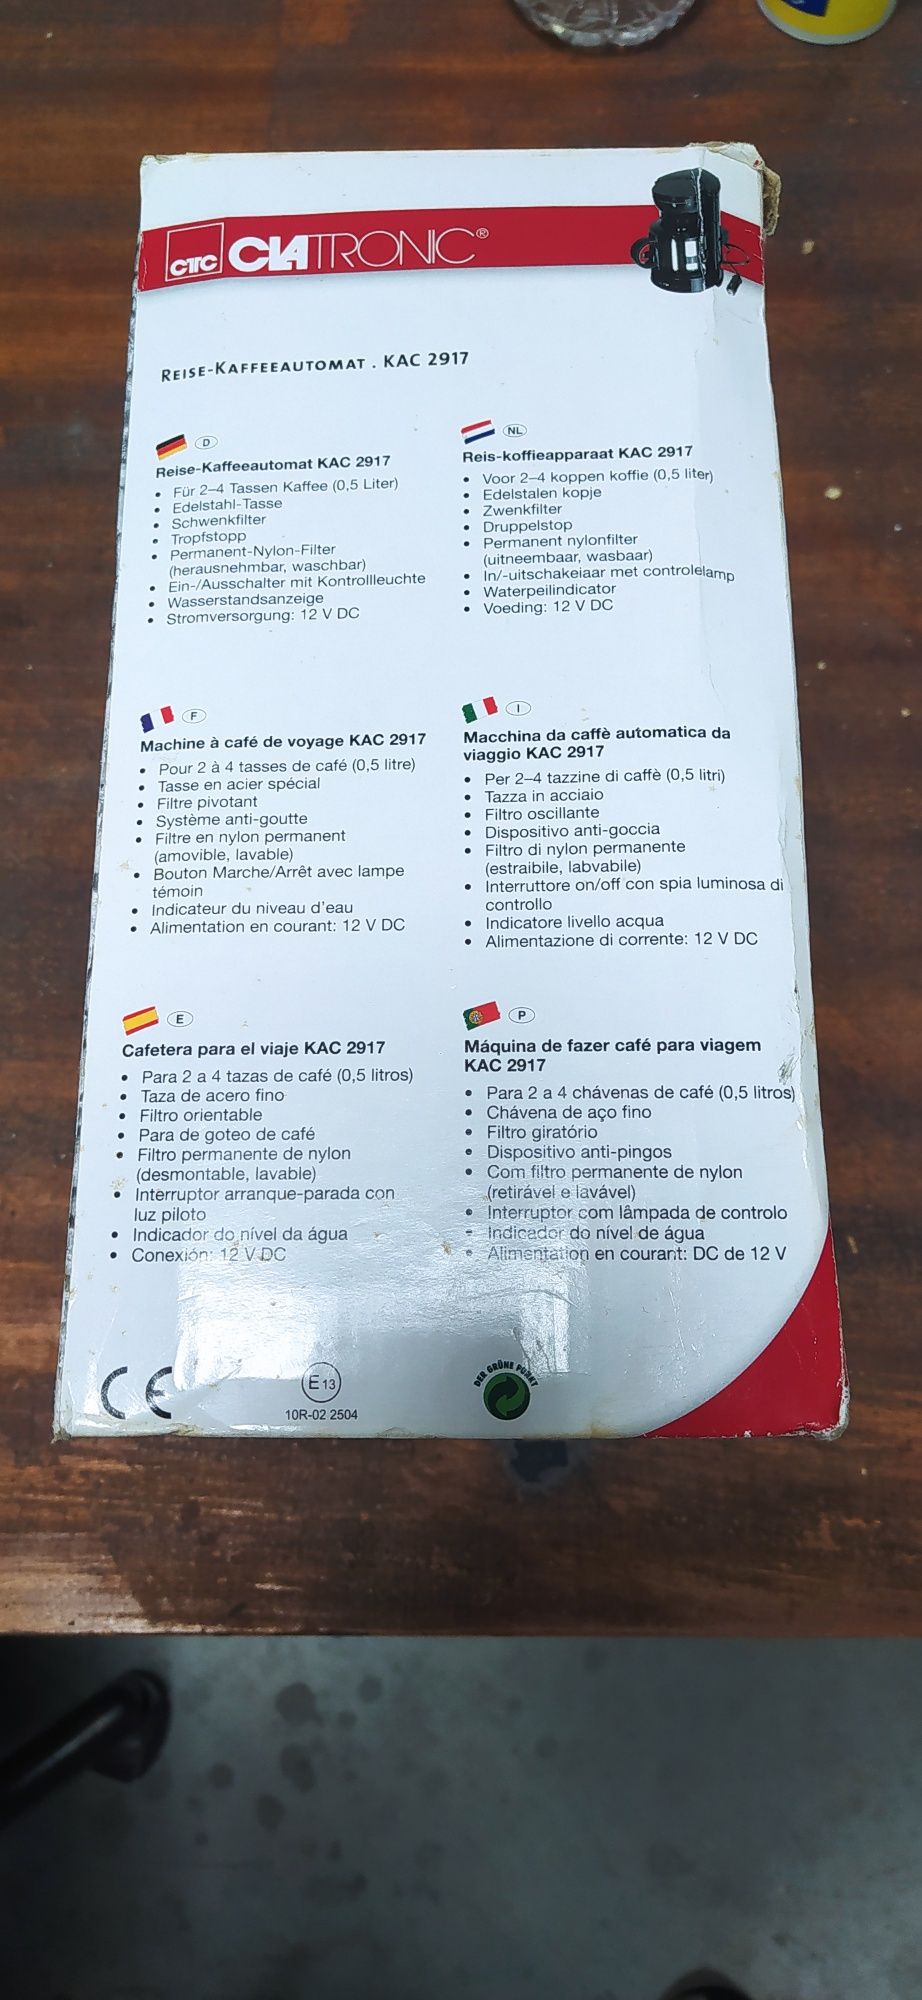 CTC CLATRONIC®
REISE-KAFFEEAUTOMAT . KAC 2917
D
Reise-Kaffeeautomat KAC 2917
• Für 2–4 Tassen Kaffee (0,5 Liter)
• Edelstahl-Tasse
• Schwenkfilter
• Tropfstopp
• Permanent-Nylon-Filter
(herausnehmbar, waschbar)
• Ein-/Ausschalter mit Kontrollleuchte
• Wasserstandsanzeige
• Stromversorgung: 12 V DC
NL
Reis-koffieapparaat KAC 2917
• Voor 2–4 koppen koffie (0,5 liter)
• Edelstalen kopje
• Zwenkfilter
• Druppelstop
• Permanent nylonfilter
(uitneembaar, wasbaar)
• In/-uitschakeiaar met controlelamp
• Waterpeilindicator
• Voeding: 12 V DC
F
Machine à café de voyage KAC 2917
• Pour 2 à 4 tasses de café (0,5 litre)
• Tasse en acier spécial
• Filtre pivotant
• Système anti-goutte
• Filtre en nylon permanent
(amovible, lavable)
• Bouton Marche/Arrêt avec lampe
témoin
• Indicateur du niveau d'eau
• Alimentation en courant: 12 V DC
I
Macchina da caffè automatica da
viaggio KAC 2917
• Per 2–4 tazzine di caffè (0,5 litri)
• Tazza in acciaio
• Filtro oscillante
• Dispositivo anti-goccia
• Filtro di nylon permanente
(estraibile, labvabile)
• Interruttore on/off con spia luminosa di
controllo
• Indicatore livello acqua
• Alimentazione di corrente: 12 V DC
E
Cafetera para el viaje KAC 2917
• Para 2 a 4 tazas de café (0,5 litros)
• Taza de acero fino
• Filtro orientable
• Para de goteo de café
• Filtro permanente de nylon
(desmontable, lavable)
• Interruptor arranque-parada con
luz piloto
• Indicador do nível da água
• Conexión: 12 V DC
P
Máquina de fazer café para viagem
KAC 2917
• Para 2 a 4 chávenas de café (0,5 litros)
• Chávena de aço fino
• Filtro giratório
• Dispositivo anti-pingos
• Com filtro permanente de nylon
(retirável e lavável)
• Interruptor com lâmpada de controlo
• Indicador do nível de água
• Alimentation en courant: DC de 12 V
CE
E 13
10R-02 2504
DER GRÜNE PUNKT